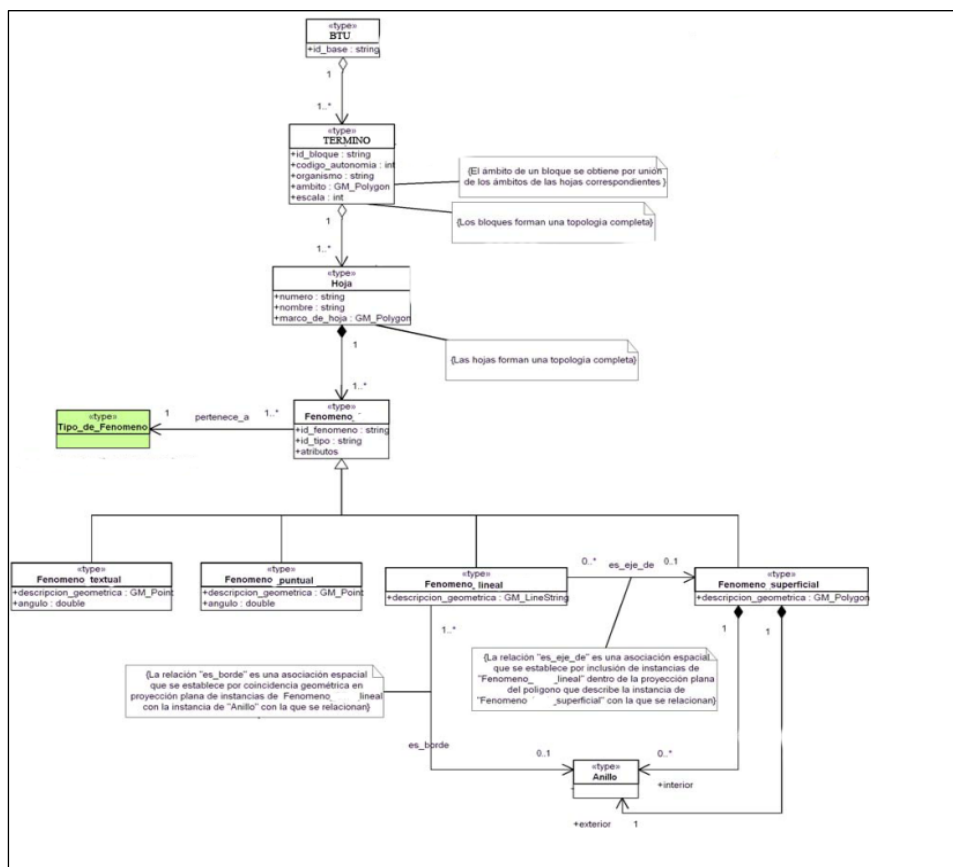 «type»
BTU
+id_base : string
1
1..*
«type»
TERMINO
+id_bloque : string
+codigo_autonomia : int
+organismo : string
+ambito : GM_Polygon
+escala : int
{El ámbito de un bloque se obtiene por unión
de los ámbitos de las hojas correspondientes }
{Los bloques forman una topología completa}
1
1..*
«type»
Hoja
+numero : string
+nombre : string
+marco_de_hoja : GM_Polygon
{Las hojas forman una topología completa}
1
1..*
«type»
Tipo_de_Fenomeno
1
pertenece_a
1..*
«type»
Fenomeno_
+id_fenomeno : string
+id_tipo : string
+atributos
«type»
Fenomeno_textual
+descripcion_geometrica : GM_Point
+angulo : double
«type»
Fenomeno_puntual
+descripcion_geometrica : GM_Point
+angulo : double
«type»
Fenomeno_lineal
+descripcion_geometrica : GM_LineString
0..*
es_eje_de
0..1
«type»
Fenomeno_superficial
+descripcion_geometrica : GM_Polygon
1..*
1
1
{La relación "es_borde" es una asociación espacial
que se establece por coincidencia geométrica en
proyección plana de instancias de Fenomeno_ _lineal
con la instancia de "Anillo" con la que se relacionan}
{La relación "es_eje_de" es una asociación espacial
que se establece por inclusión de instancias de
"Fenomeno_ _lineal" dentro de la proyección plana
del polígono que describe la instancia de
"Fenomeno _superficial" con la que se relacionan}
es_borde
0..1
0..*
«type»
Anillo
+interior
+exterior
1